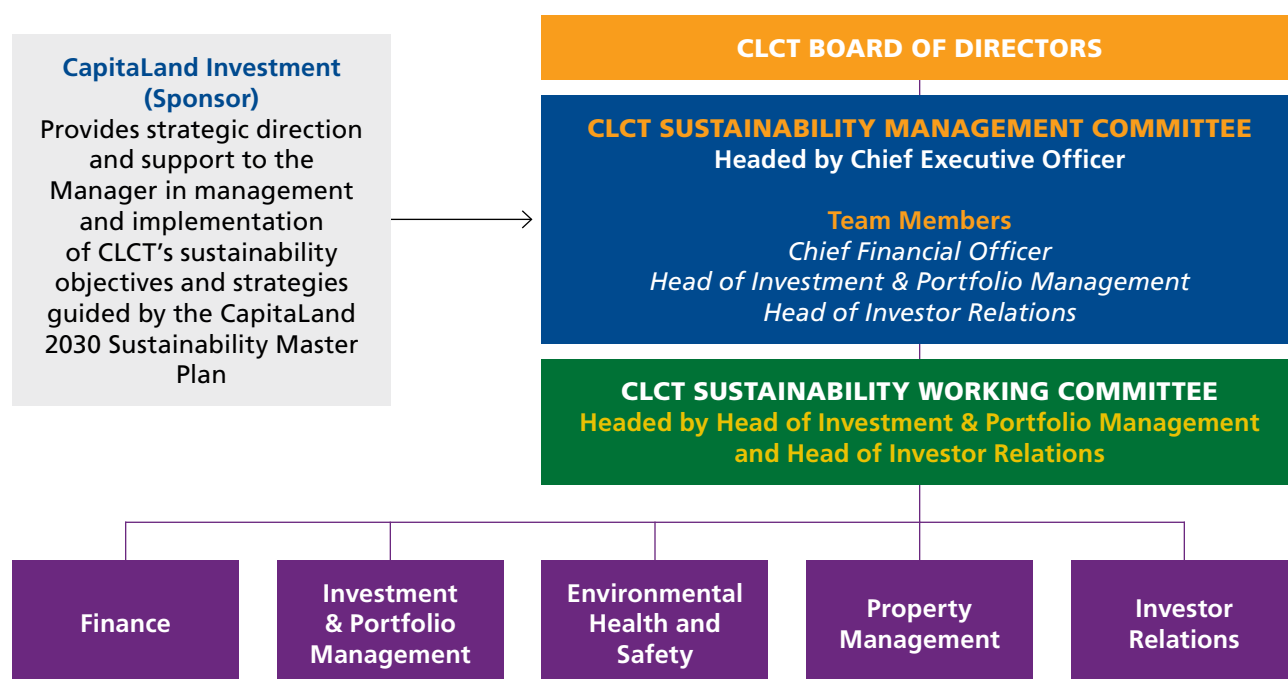 CapitaLand Investment
(Sponsor)
Provides strategic direction
and support to the
Manager in management
and implementation
of CLCT’s sustainability
objectives and strategies
guided by the CapitaLand
2030 Sustainability Master
Plan
CLCT BOARD OF DIRECTORS
CLCT SUSTAINABILITY MANAGEMENT COMMITTEE
Headed by Chief Executive Officer
Team Members
Chief Financial Officer
Head of Investment & Portfolio Management
Head of Investor Relations
CLCT SUSTAINABILITY WORKING COMMITTEE
Headed by Head of Investment & Portfolio Management
and Head of Investor Relations
Finance
Investment
& Portfolio
Management
Environmental
Health and
Safety
Property
Management
Investor
Relations